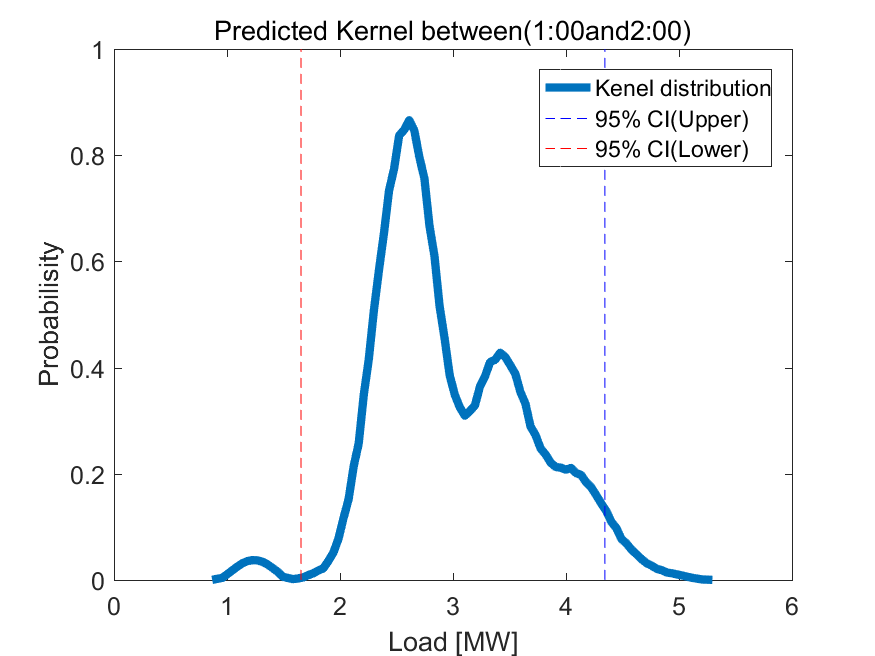 Predicted Kernel between(1:00and2:00)
1
0.8
0.6
0.4
0.2
0
Probabilisity
Kenel distribution
95% CI(Upper)
95% CI(Lower)
0 1 2 3 4 5 6
Load [MW]